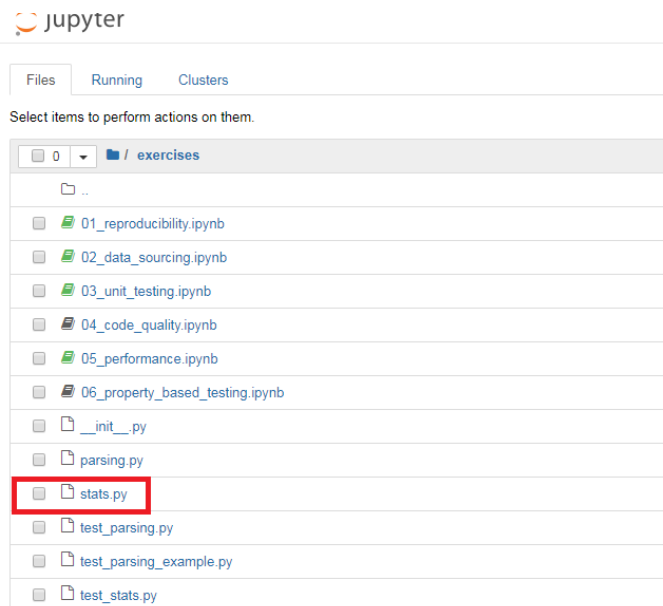 jupyter
Files Running Clusters
Select items to perform actions on them.
0 / exercises
..
01_reproducibility.ipynb
02_data_sourcing.ipynb
03_unit_testing.ipynb
04_code_quality.ipynb
05_performance.ipynb
06_property_based_testing.ipynb
__init__.py
parsing.py
stats.py
test_parsing.py
test_parsing_example.py
test_stats.py